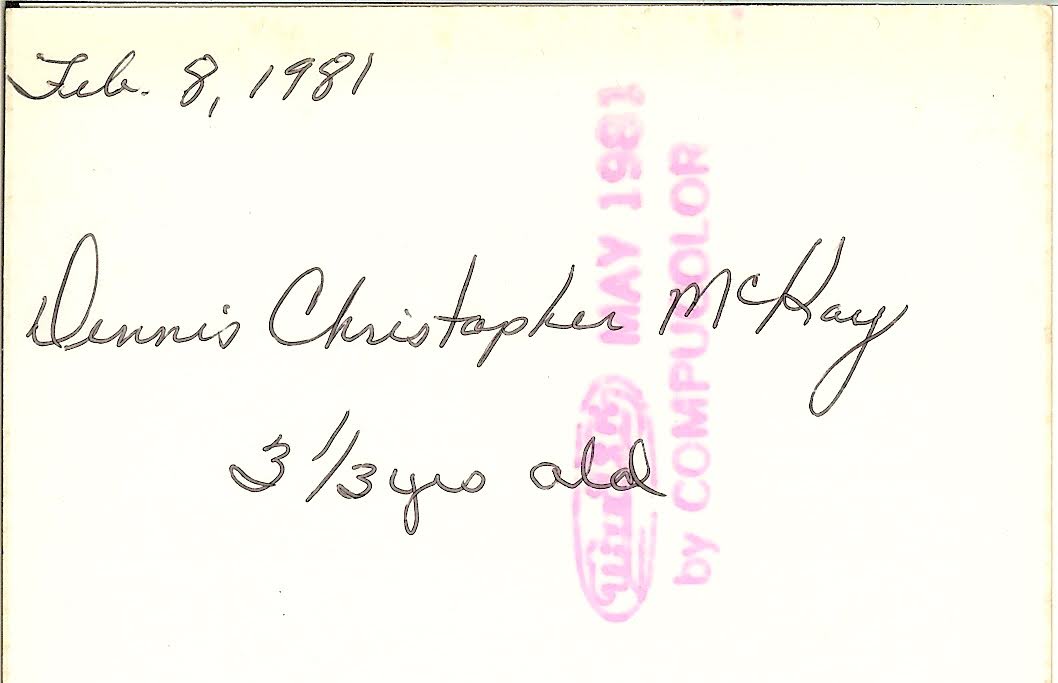 Feb. 8, 1981
Dennis Christopher McKay
3 1/3 yrs old
MAY 1981
by COMPUCOLOR